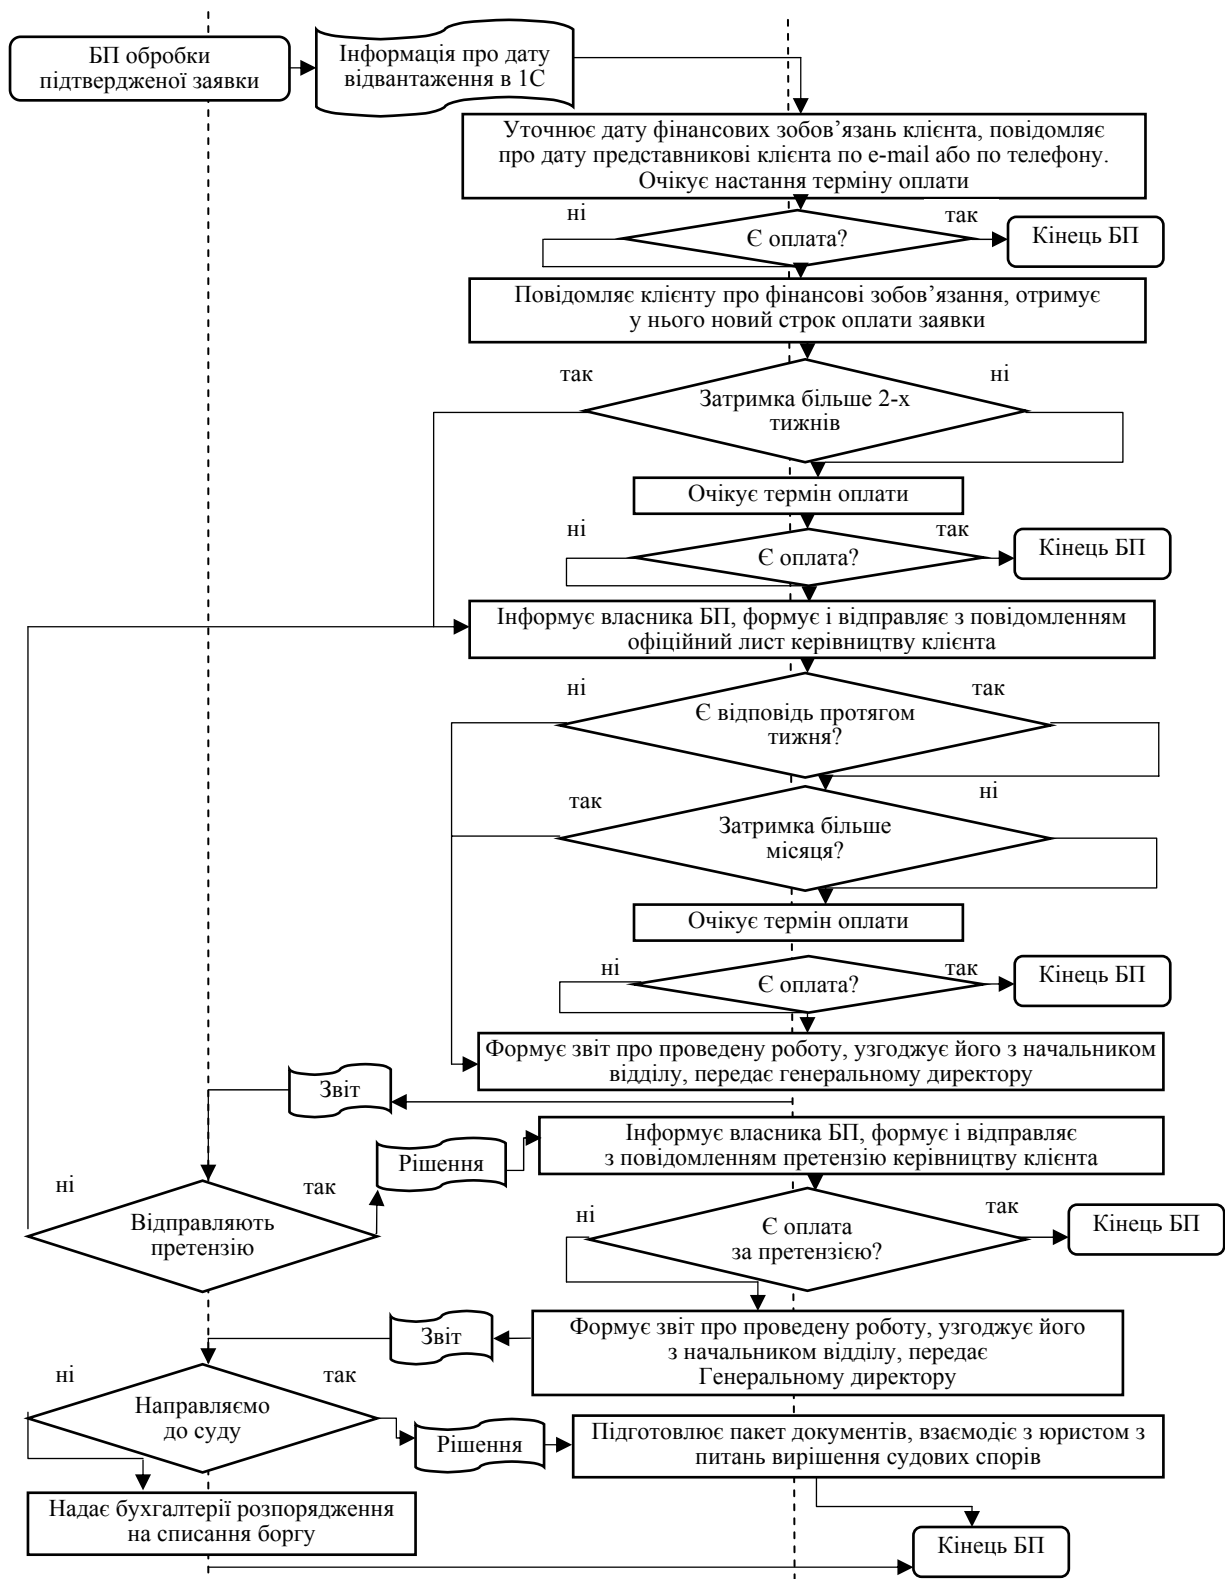 БП обробки
підтвердженої заявки
Інформація про дату
відвантаження в 1С
Уточнює дату фінансових зобов’язань клієнта, повідомляє
про дату представникові клієнта по e-mail або по телефону.
Очікує настання терміну оплати
ні
так
Є оплата?
Кінець БП
Повідомляє клієнту про фінансові зобов’язання, отримує
у нього новий строк оплати заявки
так
ні
Затримка більше 2-х
тижнів
Очікує термін оплати
ні
так
Є оплата?
Кінець БП
Інформує власника БП, формує і відправляє з повідомленням
офіційний лист керівництву клієнта
ні
так
Є відповідь протягом
тижня?
так
ні
Затримка більше
місяця?
Очікує термін оплати
ні
так
Є оплата?
Кінець БП
Формує звіт про проведену роботу, узгоджує його з начальником
відділу, передає генеральному директору
Звіт
Інформує власника БП, формує і відправляє
з повідомленням претензію керівництву клієнта
Рішення
ні
так
Відправляють
претензію
ні
так
Є оплата
за претензією?
Кінець БП
Формує звіт про проведену роботу, узгоджує його
з начальником відділу, передає
Генеральному директору
Звіт
ні
так
Направляємо
до суду
Рішення
Підготовлює пакет документів, взаємодіє з юристом з
питань вирішення судових спорів
Надає бухгалтерії розпорядження
на списання боргу
Кінець БП